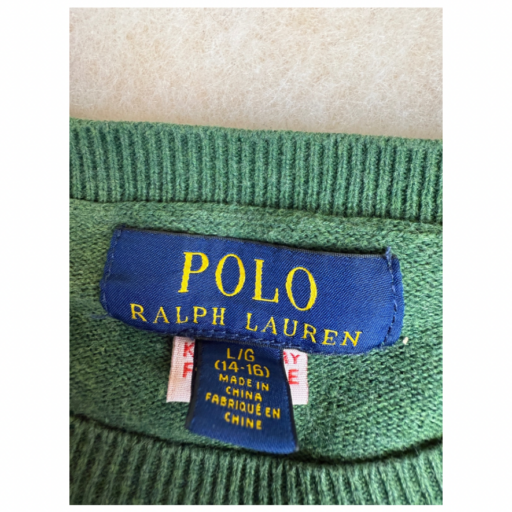 POLO
RALPH LAUREN
L/G
(14-16)
MADE IN
CHINA
FABRIQUÉ EN
CHINE